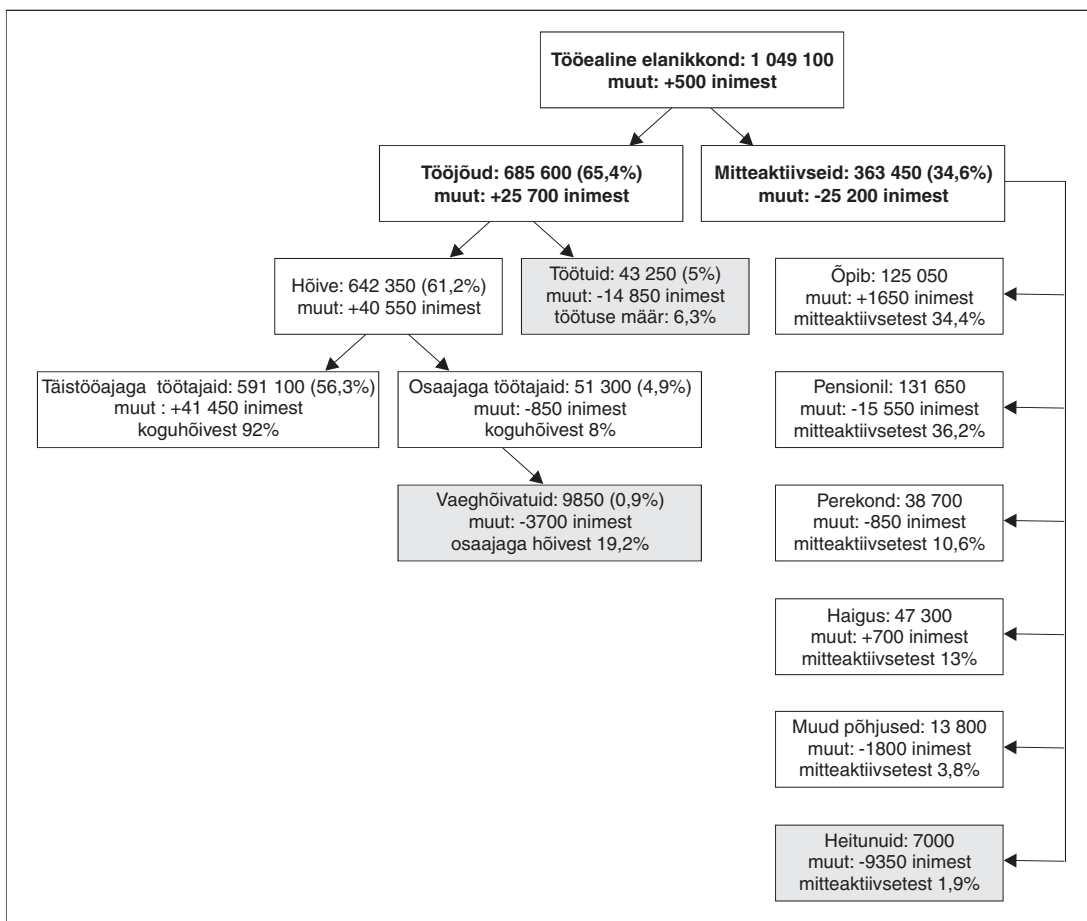 Tööealine elanikkond: 1 049 100
muut: +500 inimest
Tööjõud: 685 600 (65,4%)
muut: +25 700 inimest
Mitteaktiivseid: 363 450 (34,6%)
muut: -25 200 inimest
Hõive: 642 350 (61,2%)
muut: +40 550 inimest
Töötuid: 43 250 (5%)
muut: -14 850 inimest
töötuse määr: 6,3%
Õpib: 125 050
muut: +1650 inimest
mitteaktiivsetest 34,4%
Täistööajaga töötajaid: 591 100 (56,3%)
muut : +41 450 inimest
koguhõivest 92%
Osaajaga töötajaid: 51 300 (4,9%)
muut: -850 inimest
koguhõivest 8%
Pensionil: 131 650
muut: -15 550 inimest
mitteaktiivsetest 36,2%
Vaeghõivatuid: 9850 (0,9%)
muut: -3700 inimest
osaajaga hõivest 19,2%
Perekond: 38 700
muut: -850 inimest
mitteaktiivsetest 10,6%
Haigus: 47 300
muut: +700 inimest
mitteaktiivsetest 13%
Muud põhjused: 13 800
muut: -1800 inimest
mitteaktiivsetest 3,8%
Heitunuid: 7000
muut: -9350 inimest
mitteaktiivsetest 1,9%